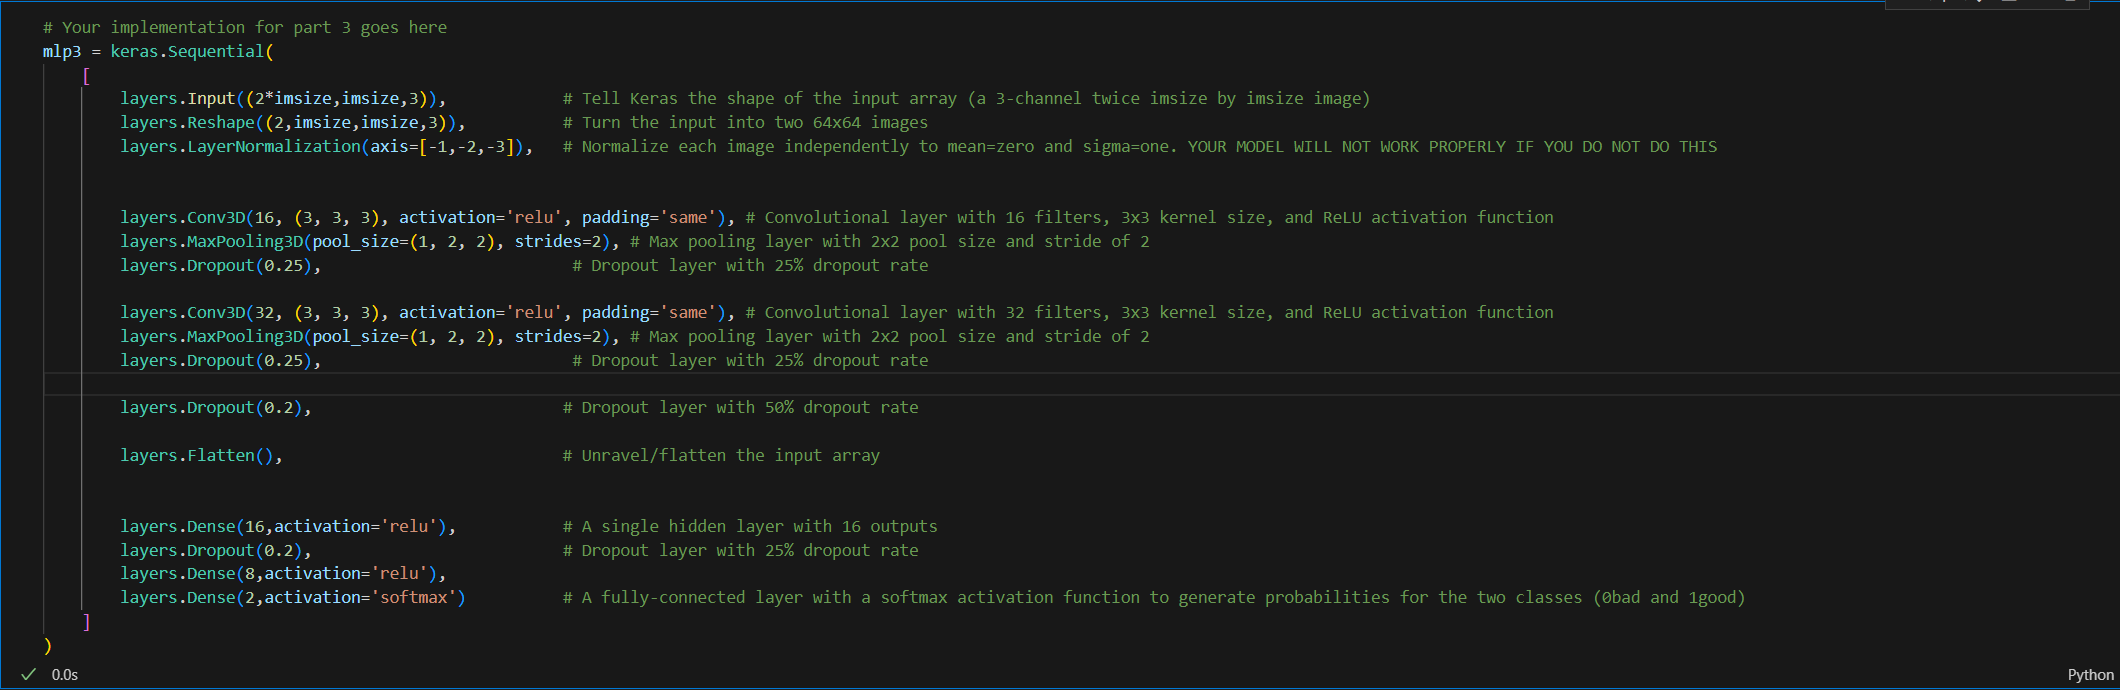 # Your implementation for part 3 goes here
mlp3 = keras.Sequential(
[
layers.Input((2*imsize,imsize,3)), # Tell Keras the shape of the input array (a 3-channel twice imsize by imsize image)
layers.Reshape((2,imsize,imsize,3)), # Turn the input into two 64x64 images
layers.LayerNormalization(axis=[-1,-2,-3]), # Normalize each image independently to mean=zero and sigma=one. YOUR MODEL WILL NOT WORK PROPERLY IF YOU DO NOT DO THIS
layers.Conv3D(16, (3, 3, 3), activation='relu', padding='same'), # Convolutional layer with 16 filters, 3x3 kernel size, and ReLU activation function
layers.MaxPooling3D(pool_size=(1, 2, 2), strides=2), # Max pooling layer with 2x2 pool size and stride of 2
layers.Dropout(0.25), # Dropout layer with 25% dropout rate
layers.Conv3D(32, (3, 3, 3), activation='relu', padding='same'), # Convolutional layer with 32 filters, 3x3 kernel size, and ReLU activation function
layers.MaxPooling3D(pool_size=(1, 2, 2), strides=2), # Max pooling layer with 2x2 pool size and stride of 2
layers.Dropout(0.25), # Dropout layer with 25% dropout rate
layers.Dropout(0.2), # Dropout layer with 50% dropout rate
layers.Flatten(), # Unravel/flatten the input array
layers.Dense(16,activation='relu'), # A single hidden layer with 16 outputs
layers.Dropout(0.2), # Dropout layer with 25% dropout rate
layers.Dense(8,activation='relu'),
layers.Dense(2,activation='softmax') # A fully-connected layer with a softmax activation function to generate probabilities for the two classes (0bad and 1good)
]
)
0.0s
Python